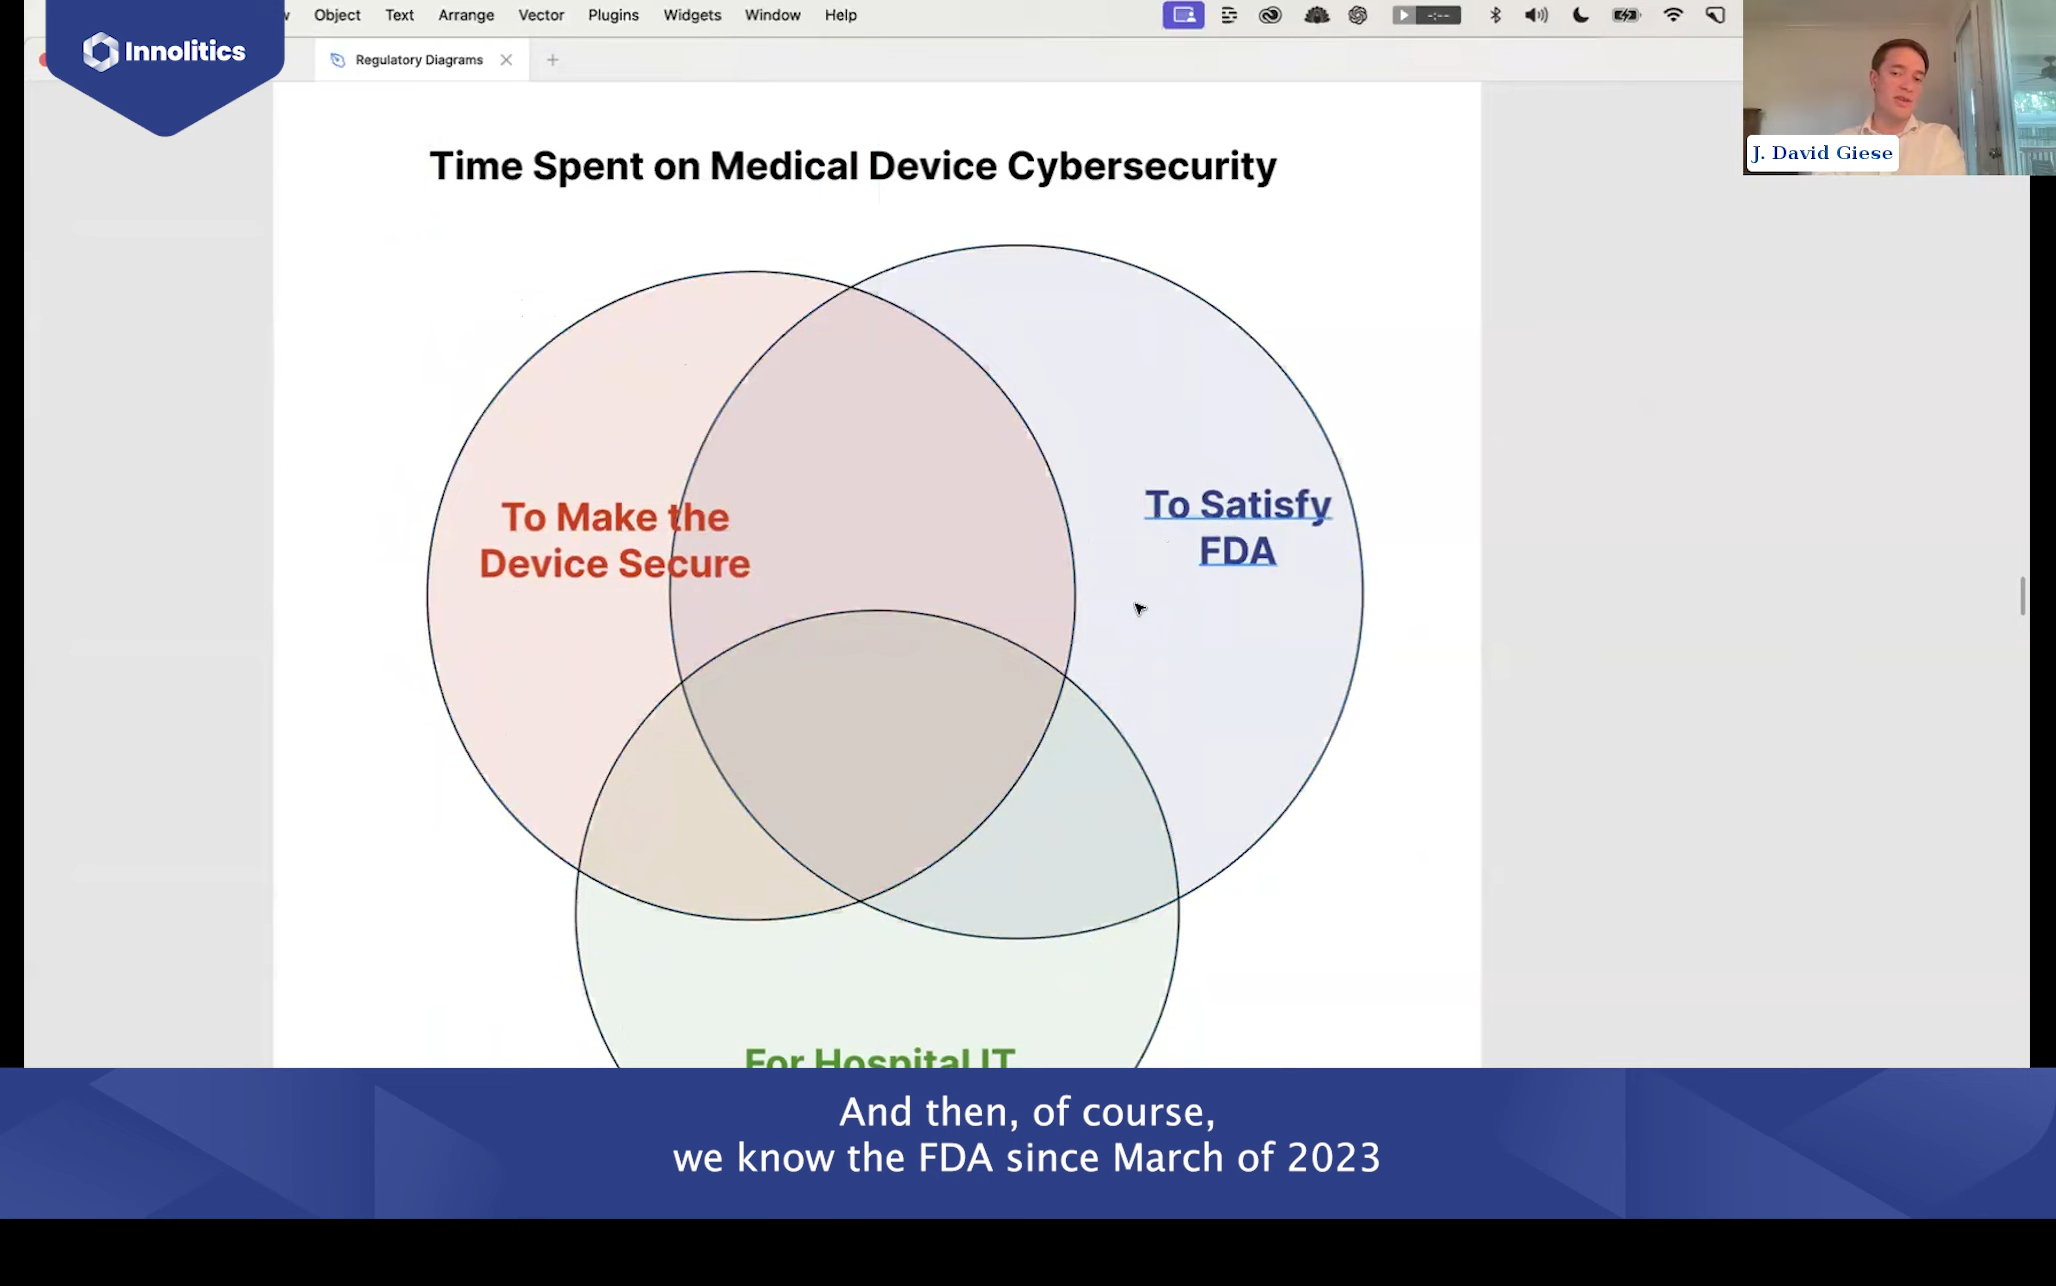 Object Text Arrange Vector Plugins Widgets Window Help
Innolitics
Regulatory Diagrams
J. David Giese
Time Spent on Medical Device Cybersecurity
To Make the
Device Secure
To Satisfy
FDA
For Hospital IT
And then, of course,
we know the FDA since March of 2023